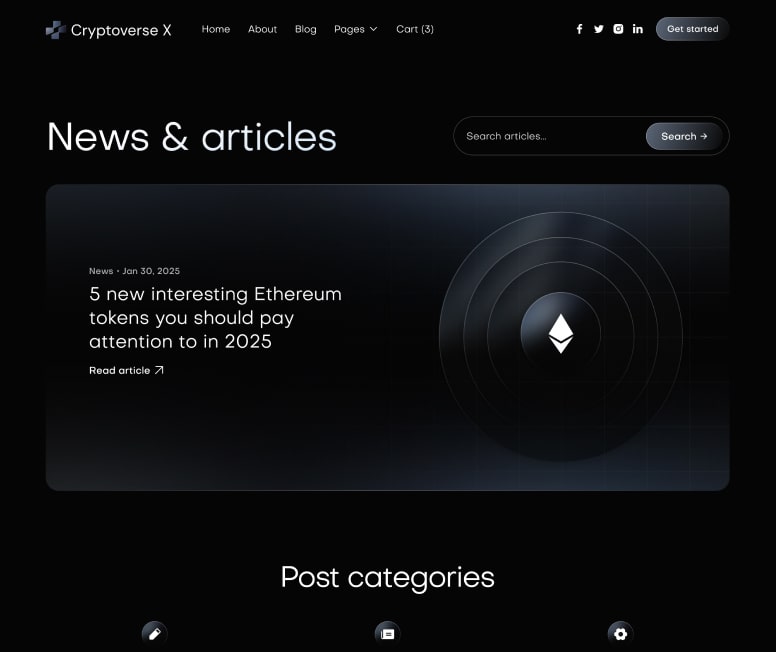 Cryptoverse X
Home About Blog Pages Cart (3)
Get started
News & articles
Search articles...
Search →
News • Jan 30, 2025
5 new interesting Ethereum
tokens you should pay
attention to in 2025
Read article
Post categories